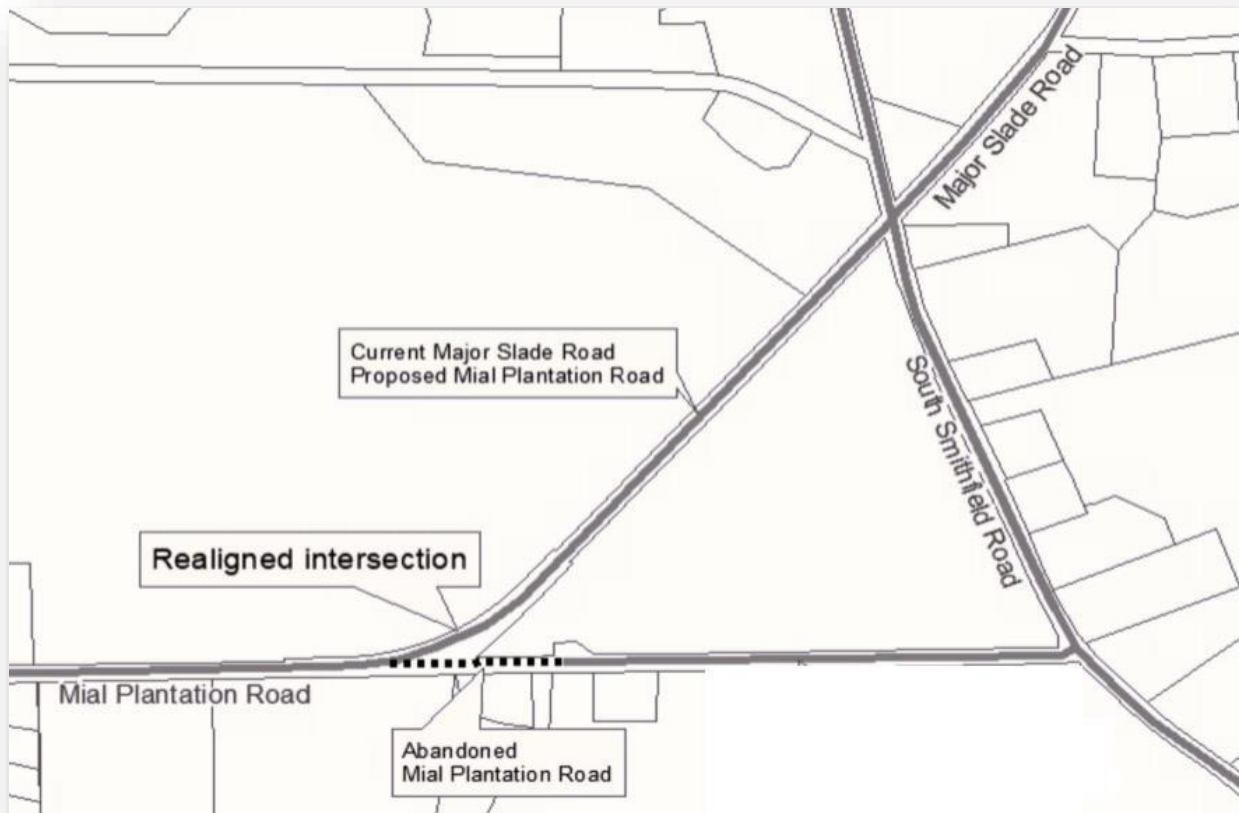 Major Slade Road
Current Major Slade Road
Proposed Mial Plantation Road
South Smithfield Road
Realigned intersection
Mial Plantation Road
Abandoned
Mial Plantation Road